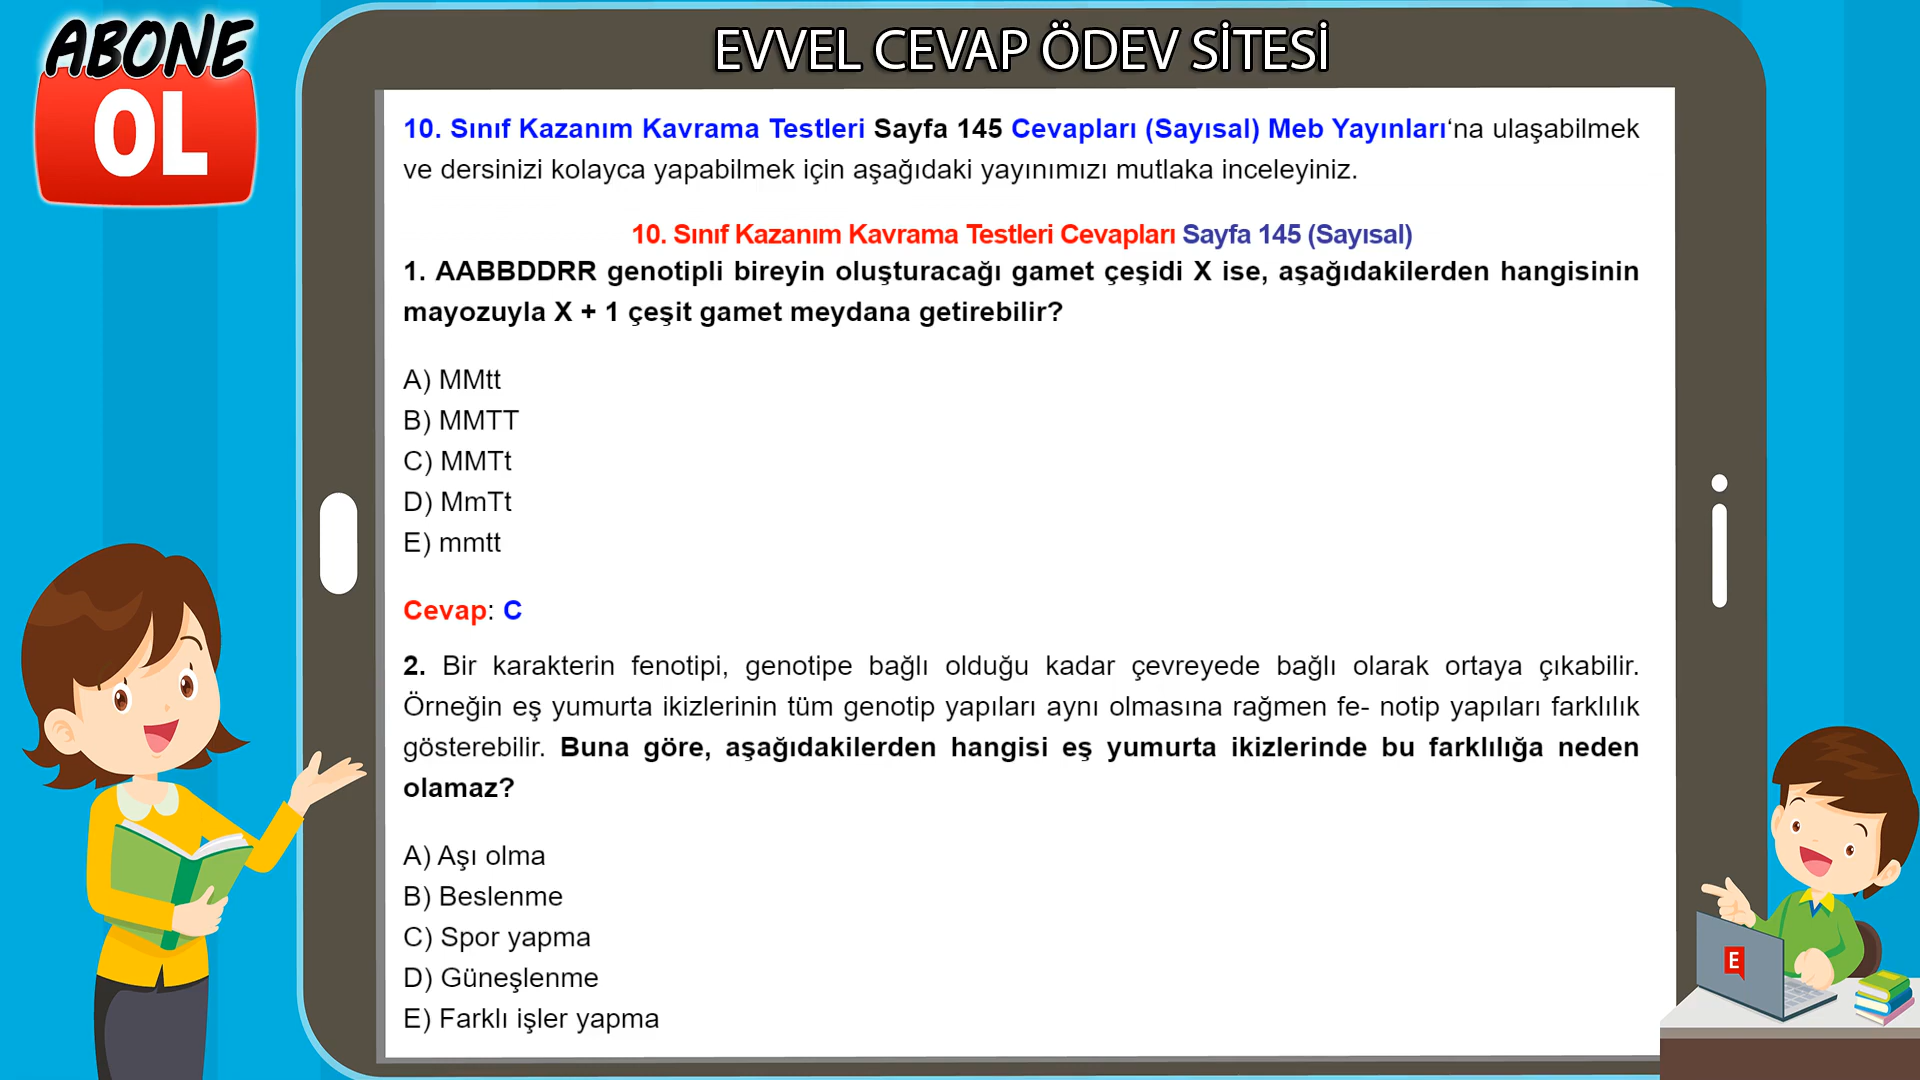 ABONE
OL
EVVEL CEVAP ÖDEV SİTESİ
10. Sınıf Kazanım Kavrama Testleri Sayfa 145 Cevapları (Sayısal) Meb Yayınları‘na ulaşabilmek
ve dersinizi kolayca yapabilmek için aşağıdaki yayınımızı mutlaka inceleyiniz.
10. Sınıf Kazanım Kavrama Testleri Cevapları Sayfa 145 (Sayısal)
1. AABBDDRR genotipli bireyin oluşturacağı gamet çeşidi X ise, aşağıdakilerden hangisinin
mayozuyla X + 1 çeşit gamet meydana getirebilir?
A) MMtt
B) MMTT
C) MMTt
D) MmTt
E) mmtt
Cevap: C
2. Bir karakterin fenotipi, genotipe bağlı olduğu kadar çevreyede bağlı olarak ortaya çıkabilir.
Örneğin eş yumurta ikizlerinin tüm genotip yapıları aynı olmasına rağmen fe- notip yapıları farklılık
gösterebilir. Buna göre, aşağıdakilerden hangisi eş yumurta ikizlerinde bu farklılığa neden
olamaz?
A) Aşı olma
B) Beslenme
C) Spor yapma
D) Güneşlenme
E) Farklı işler yapma
E